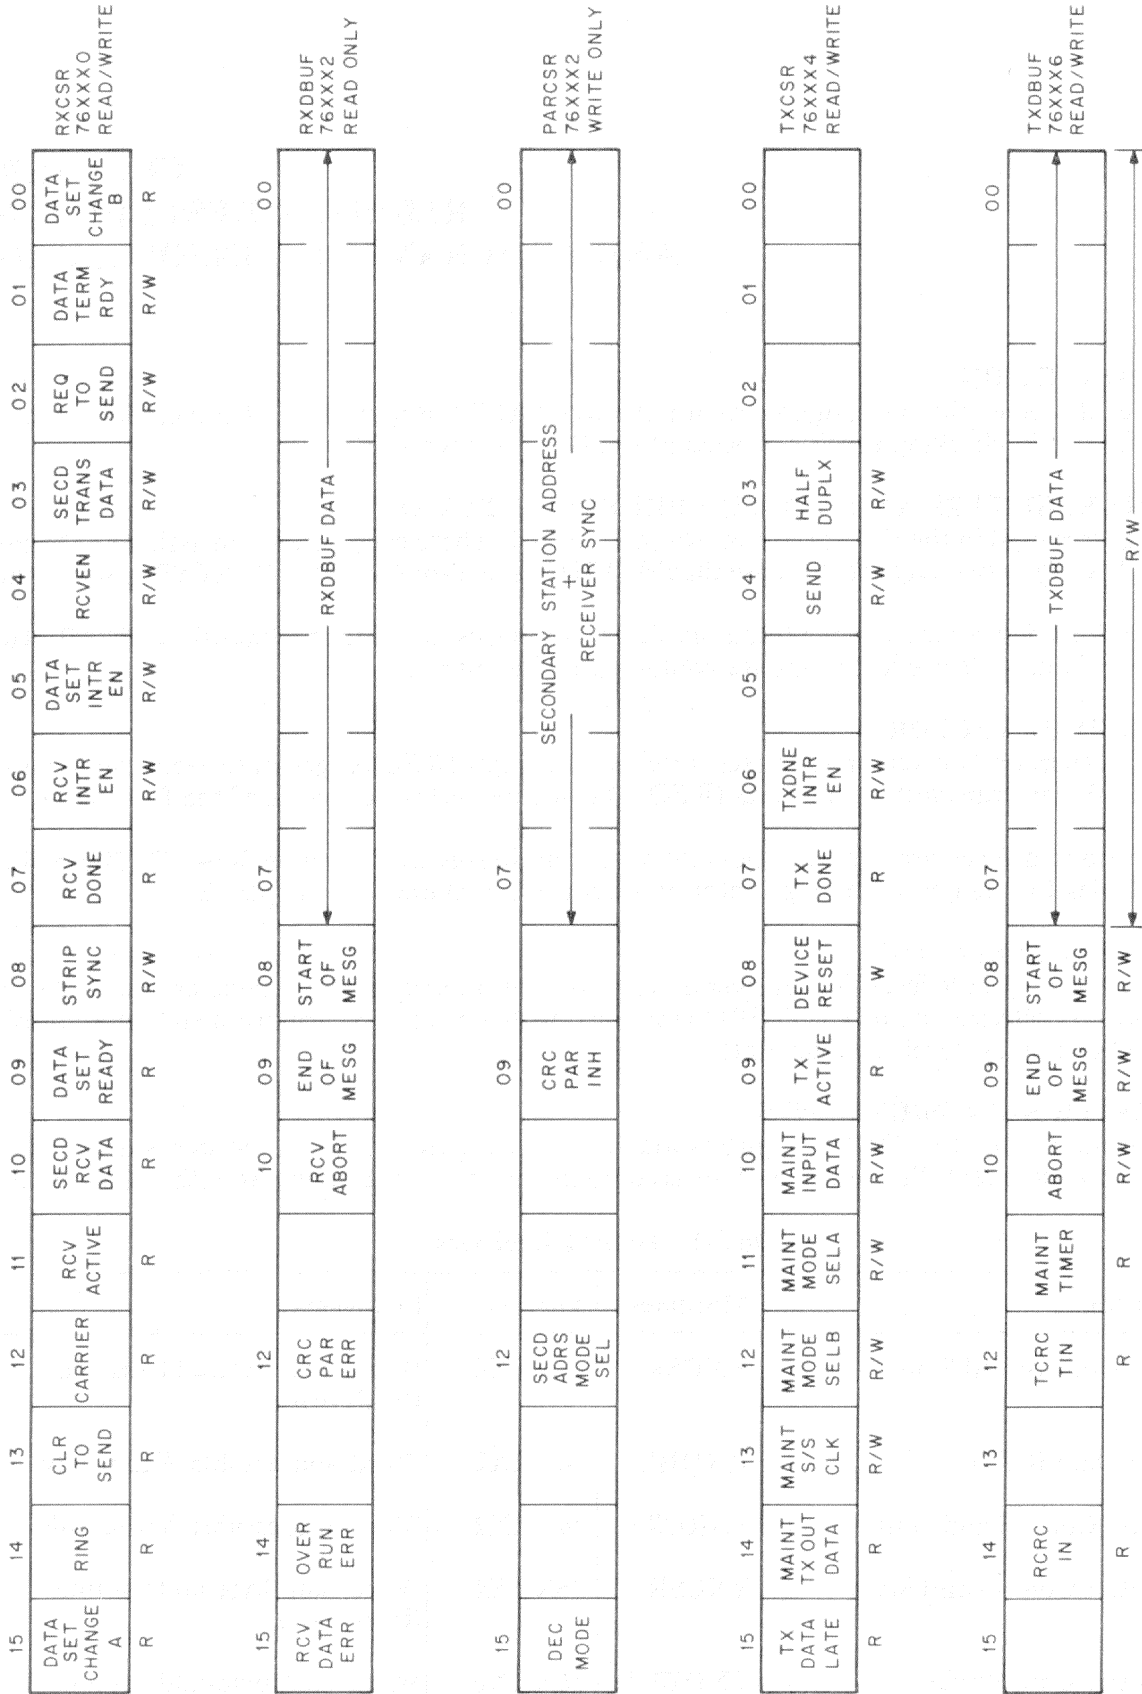 15 14 13 12 11 10 09 08 07 06 05 04 03 02 01 00
DATA SET CHANGE A
RING
CLR TO SEND
CARRIER
RCV ACTIVE
SECD RCV DATA
DATA SET READY
STRIP SYNC
RCV DONE
RCV INTR EN
DATA SET INTR EN
RCVEN
SECD TRANS DATA
REQ TO SEND
DATA TERM RDY
DATA SET CHANGE B
RXCSR
76XXX0
READ/WRITE
R R R R R R R R/W R R/W R/W R/W R/W R/W R/W R
15 14 12 10 09 08 07 00
RCV DATA ERR
OVER RUN ERR
CRC PAR ERR
RCV ABORT
END OF MESG
START OF MESG
RXDBUF DATA
RXDBUF
76XXX2
READ ONLY
15 12 09 07 00
DEC MODE
SECD ADRS MODE SEL
CRC PAR INH
SECONDARY STATION ADDRESS
+
RECEIVER SYNC
PARCSR
76XXX2
WRITE ONLY
15 14 13 12 11 10 09 08 07 06 05 04 03 02 01 00
TX DATA LATE
MAINT TX OUT DATA
MAINT S/S CLK
MAINT MODE SELB
MAINT MODE SELA
MAINT INPUT DATA
TX ACTIVE
DEVICE RESET
TX DONE
TXDNE INTR EN
SEND
HALF DUPLX
TXCSR
76XXX4
READ/WRITE
R R R/W R/W R/W R/W R W R R/W R/W R/W
15 14 13 12 11 10 09 08 07 00
RCRC IN
TCRC TIN
MAINT TIMER
ABORT
END OF MESG
START OF MESG
TXDBUF DATA
TXDBUF
76XXX6
READ/WRITE
R R R R/W R/W R/W R/W